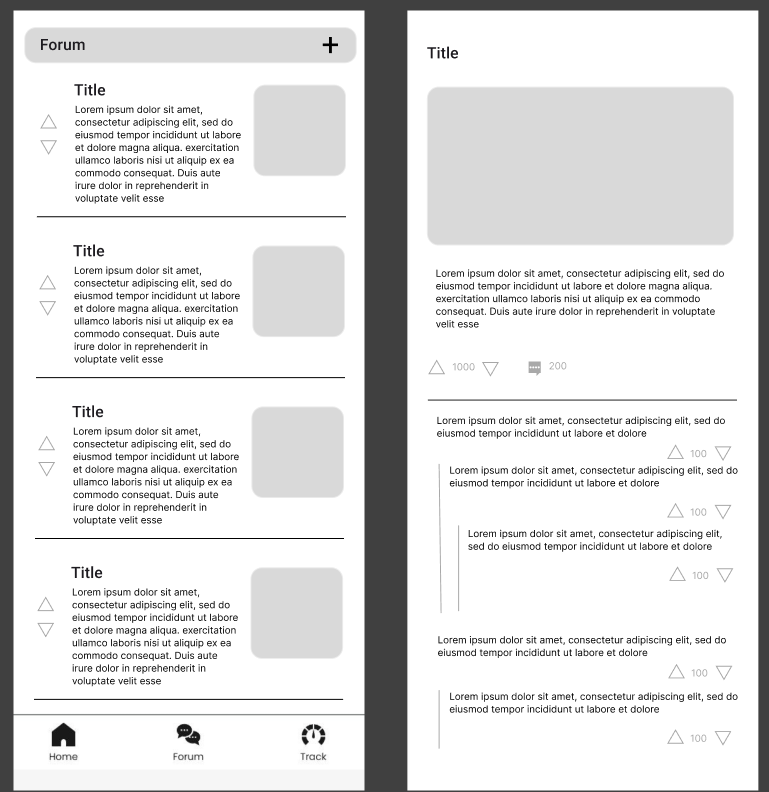 Forum +
Title
Lorem ipsum dolor sit amet,
consectetur adipiscing elit, sed do
eiusmod tempor incididunt ut labore
et dolore magna aliqua. exercitation
ullamco laboris nisi ut aliquip ex ea
commodo consequat. Duis aute
irure dolor in reprehenderit in
voluptate velit esse
Title
Lorem ipsum dolor sit amet,
consectetur adipiscing elit, sed do
eiusmod tempor incididunt ut labore
et dolore magna aliqua. exercitation
ullamco laboris nisi ut aliquip ex ea
commodo consequat. Duis aute
irure dolor in reprehenderit in
voluptate velit esse
Title
Lorem ipsum dolor sit amet,
consectetur adipiscing elit, sed do
eiusmod tempor incididunt ut labore
et dolore magna aliqua. exercitation
ullamco laboris nisi ut aliquip ex ea
commodo consequat. Duis aute
irure dolor in reprehenderit in
voluptate velit esse
Title
Lorem ipsum dolor sit amet,
consectetur adipiscing elit, sed do
eiusmod tempor incididunt ut labore
et dolore magna aliqua. exercitation
ullamco laboris nisi ut aliquip ex ea
commodo consequat. Duis aute
irure dolor in reprehenderit in
voluptate velit esse
Home Forum Track
Title
Lorem ipsum dolor sit amet, consectetur adipiscing elit, sed do
eiusmod tempor incididunt ut labore et dolore magna aliqua.
exercitation ullamco laboris nisi ut aliquip ex ea commodo
consequat. Duis aute irure dolor in reprehenderit in voluptate
velit esse
1000 200
Lorem ipsum dolor sit amet, consectetur adipiscing elit, sed do
eiusmod tempor incididunt ut labore et dolore
100
Lorem ipsum dolor sit amet, consectetur adipiscing elit, sed do
eiusmod tempor incididunt ut labore et dolore
100
Lorem ipsum dolor sit amet, consectetur adipiscing elit,
sed do eiusmod tempor incididunt ut labore et dolore
100
Lorem ipsum dolor sit amet, consectetur adipiscing elit, sed do
eiusmod tempor incididunt ut labore et dolore
100
Lorem ipsum dolor sit amet, consectetur adipiscing elit, sed do
eiusmod tempor incididunt ut labore et dolore
100